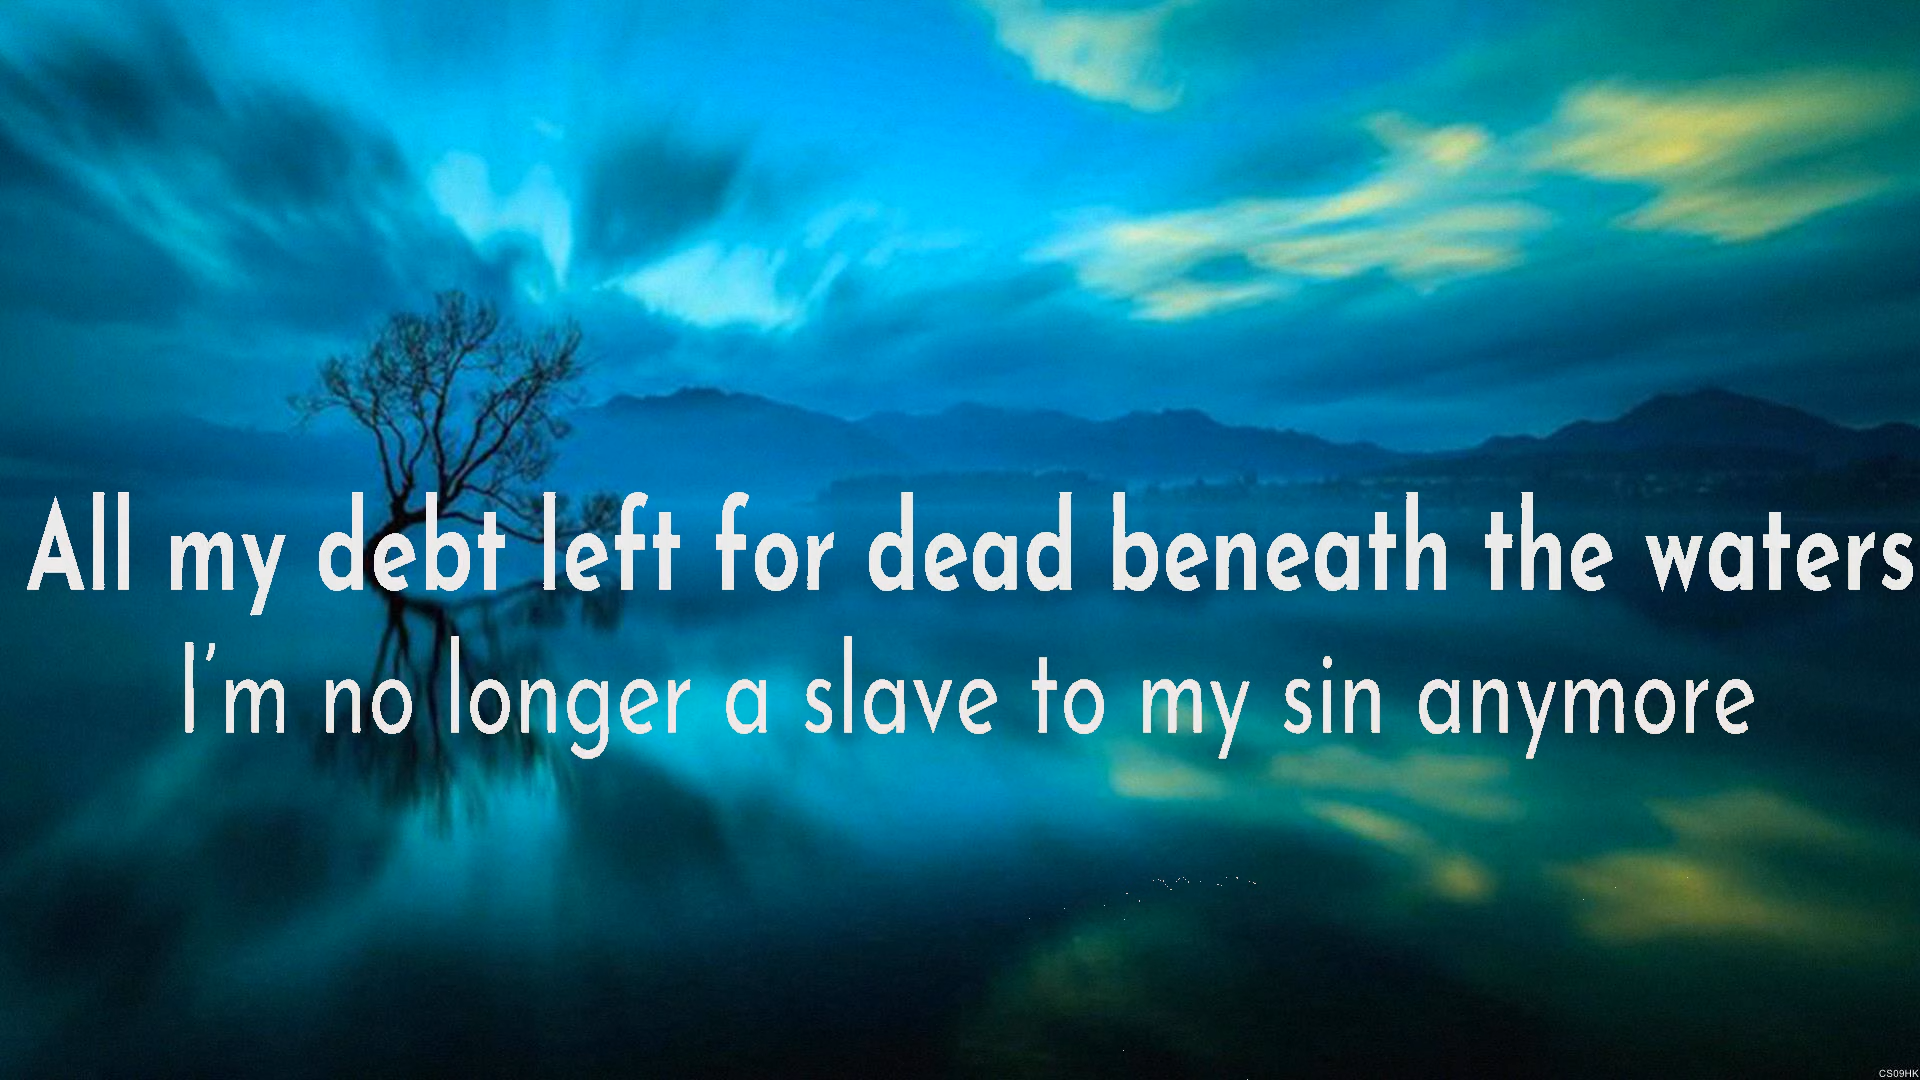 All my debt left for dead beneath the waters
I'm no longer a slave to my sin anymore
CS09HK